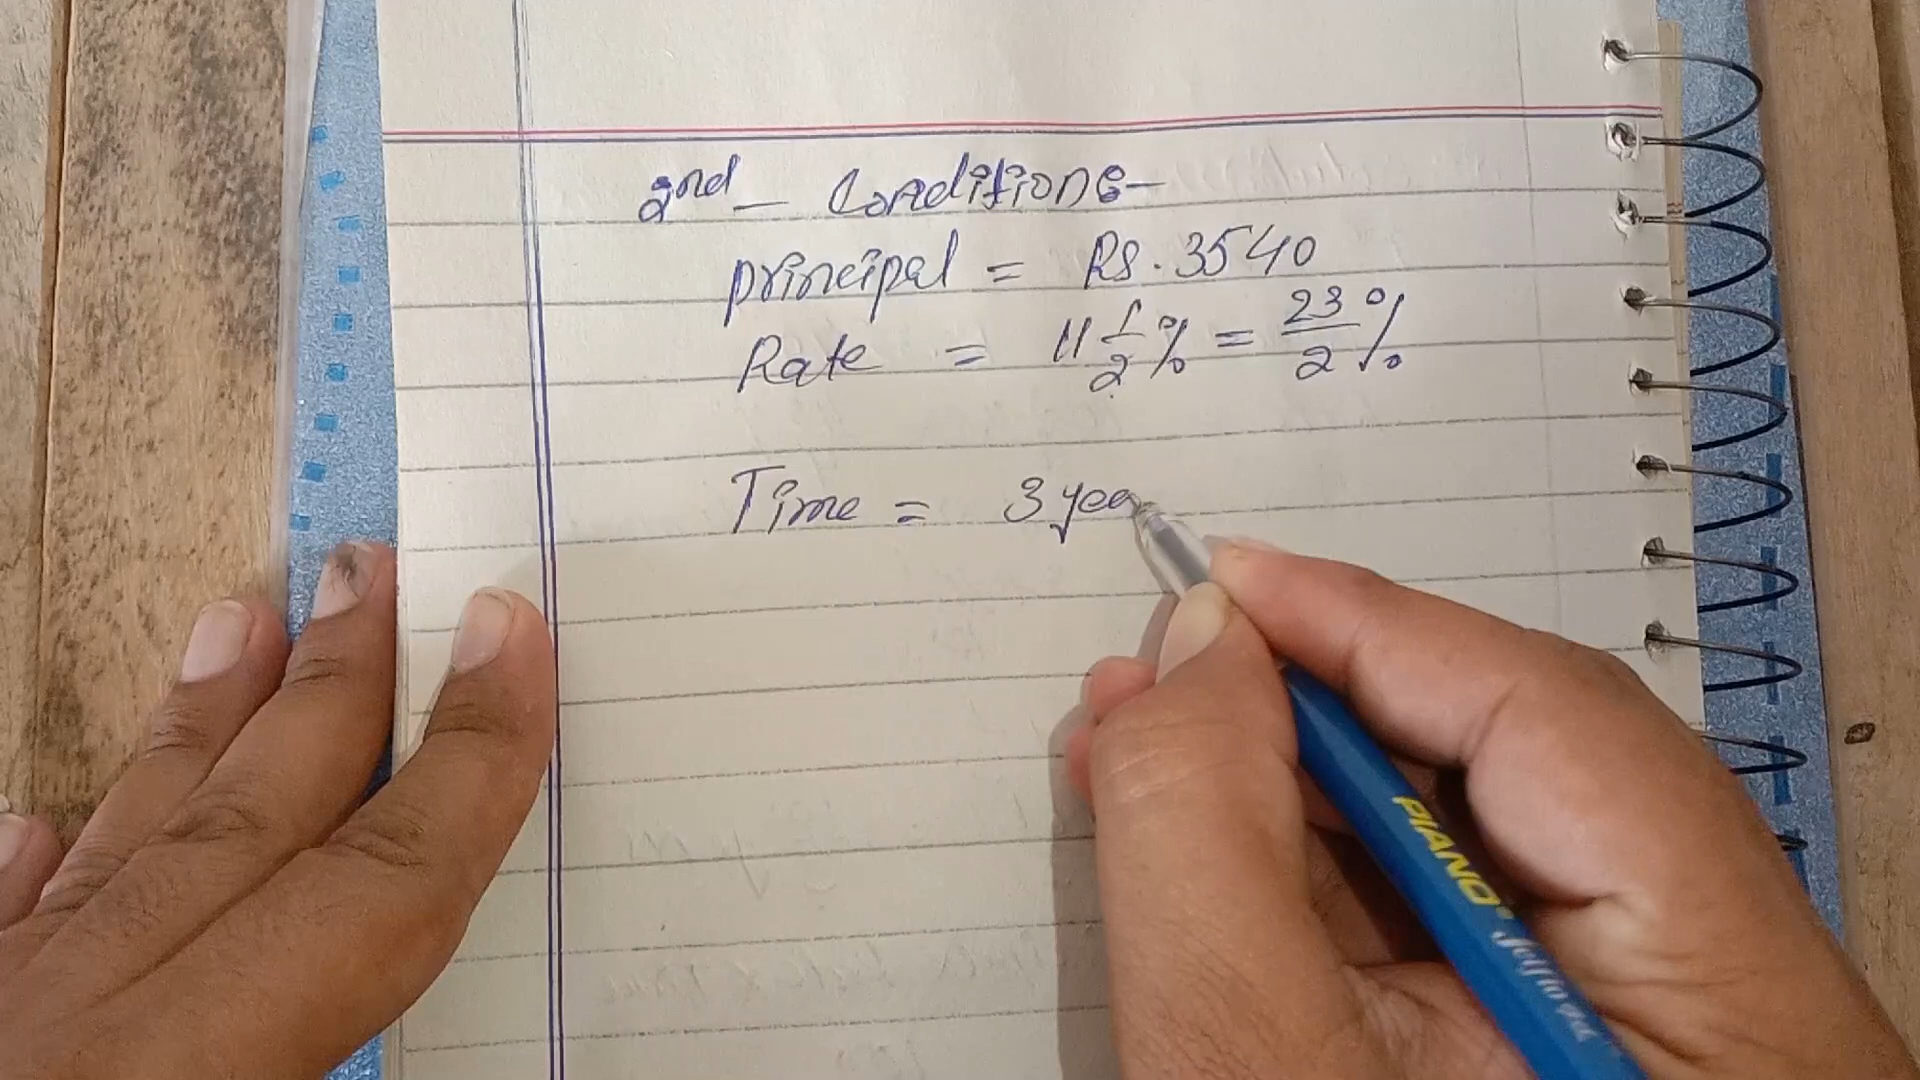 2nd - Conditions-
Principal = Rs. 3540
Rate = 11 1/2 % = 23/2 %
Time = 3 yea
PIANO